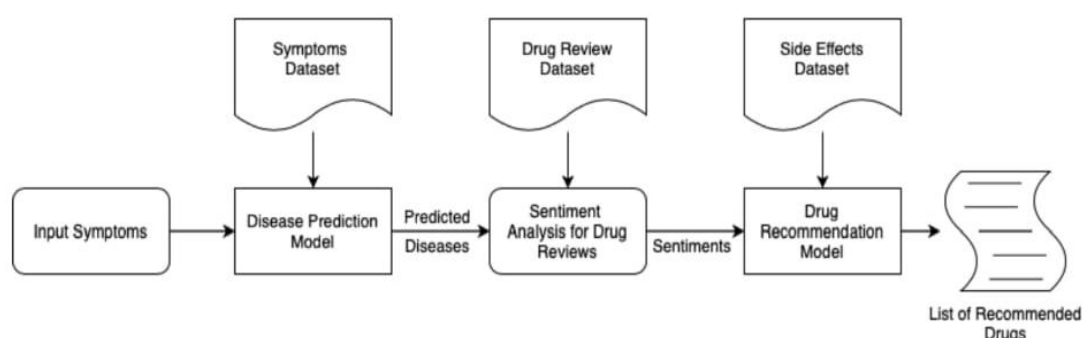 Symptoms
Dataset
Drug Review
Dataset
Side Effects
Dataset
Input Symptoms
Disease Prediction
Model
Predicted
Diseases
Sentiment
Analysis for Drug
Reviews
Sentiments
Drug
Recommendation
Model
List of Recommended
Drugs